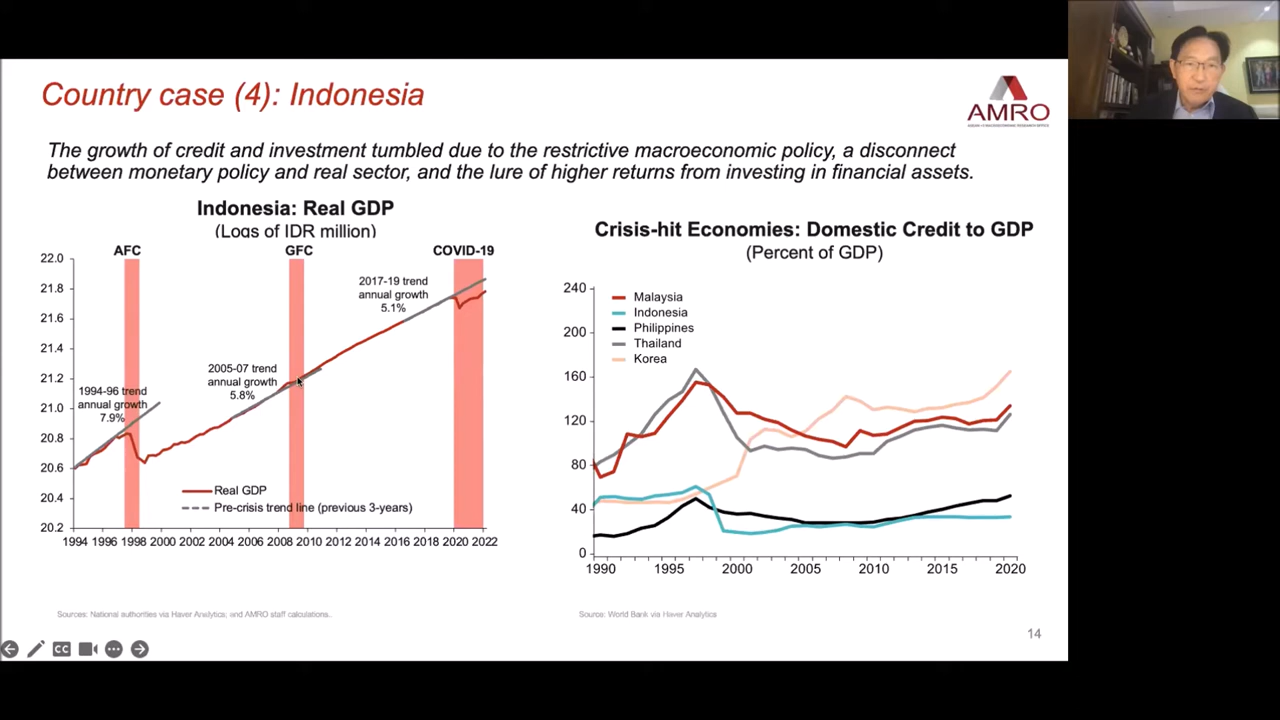 Country case (4): Indonesia
AMRO
The growth of credit and investment tumbled due to the restrictive macroeconomic policy, a disconnect
between monetary policy and real sector, and the lure of higher returns from investing in financial assets.
Indonesia: Real GDP
(Logs of IDR million)
AFC
GFC
COVID-19
22.0
21.8
21.6
21.4
21.2
21.0
20.8
20.6
20.4
20.2
2017-19 trend
annual growth
5.1%
2005-07 trend
annual growth
5.8%
1994-96 trend
annual growth
7.9%
Real GDP
Pre-crisis trend line (previous 3-years)
1994 1996 1998 2000 2002 2004 2006 2008 2010 2012 2014 2016 2018 2020 2022
Sources: National authorities via Haver Analytics; and AMRO staff calculations.
Crisis-hit Economies: Domestic Credit to GDP
(Percent of GDP)
240
200
160
120
80
40
0
Malaysia
Indonesia
Philippines
Thailand
Korea
1990 1995 2000 2005 2010 2015 2020
Source: World Bank via Haver Analytics
14
CC